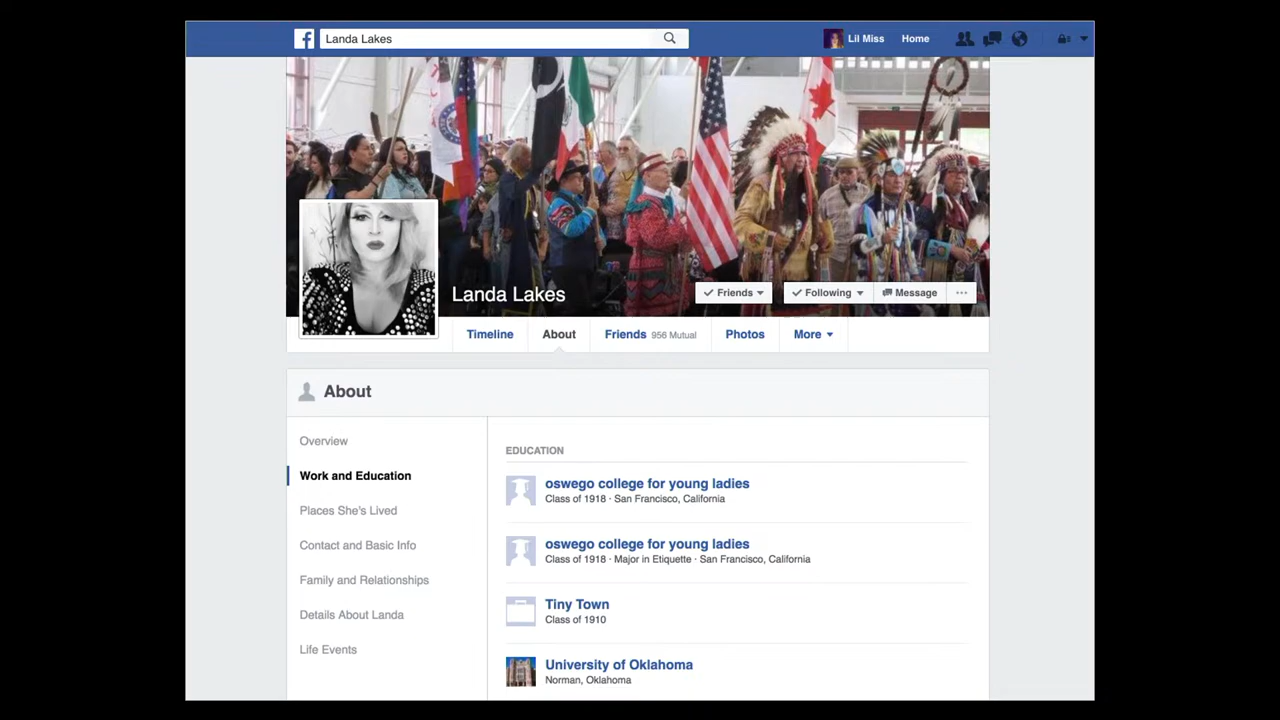 f Landa Lakes
Lil Miss Home
Landa Lakes
Friends Following Message ...
Timeline About Friends 956 Mutual Photos More
About
Overview
Work and Education
Places She's Lived
Contact and Basic Info
Family and Relationships
Details About Landa
Life Events
EDUCATION
oswego college for young ladies
Class of 1918 · San Francisco, California
oswego college for young ladies
Class of 1918 · Major in Etiquette · San Francisco, California
Tiny Town
Class of 1910
University of Oklahoma
Norman, Oklahoma